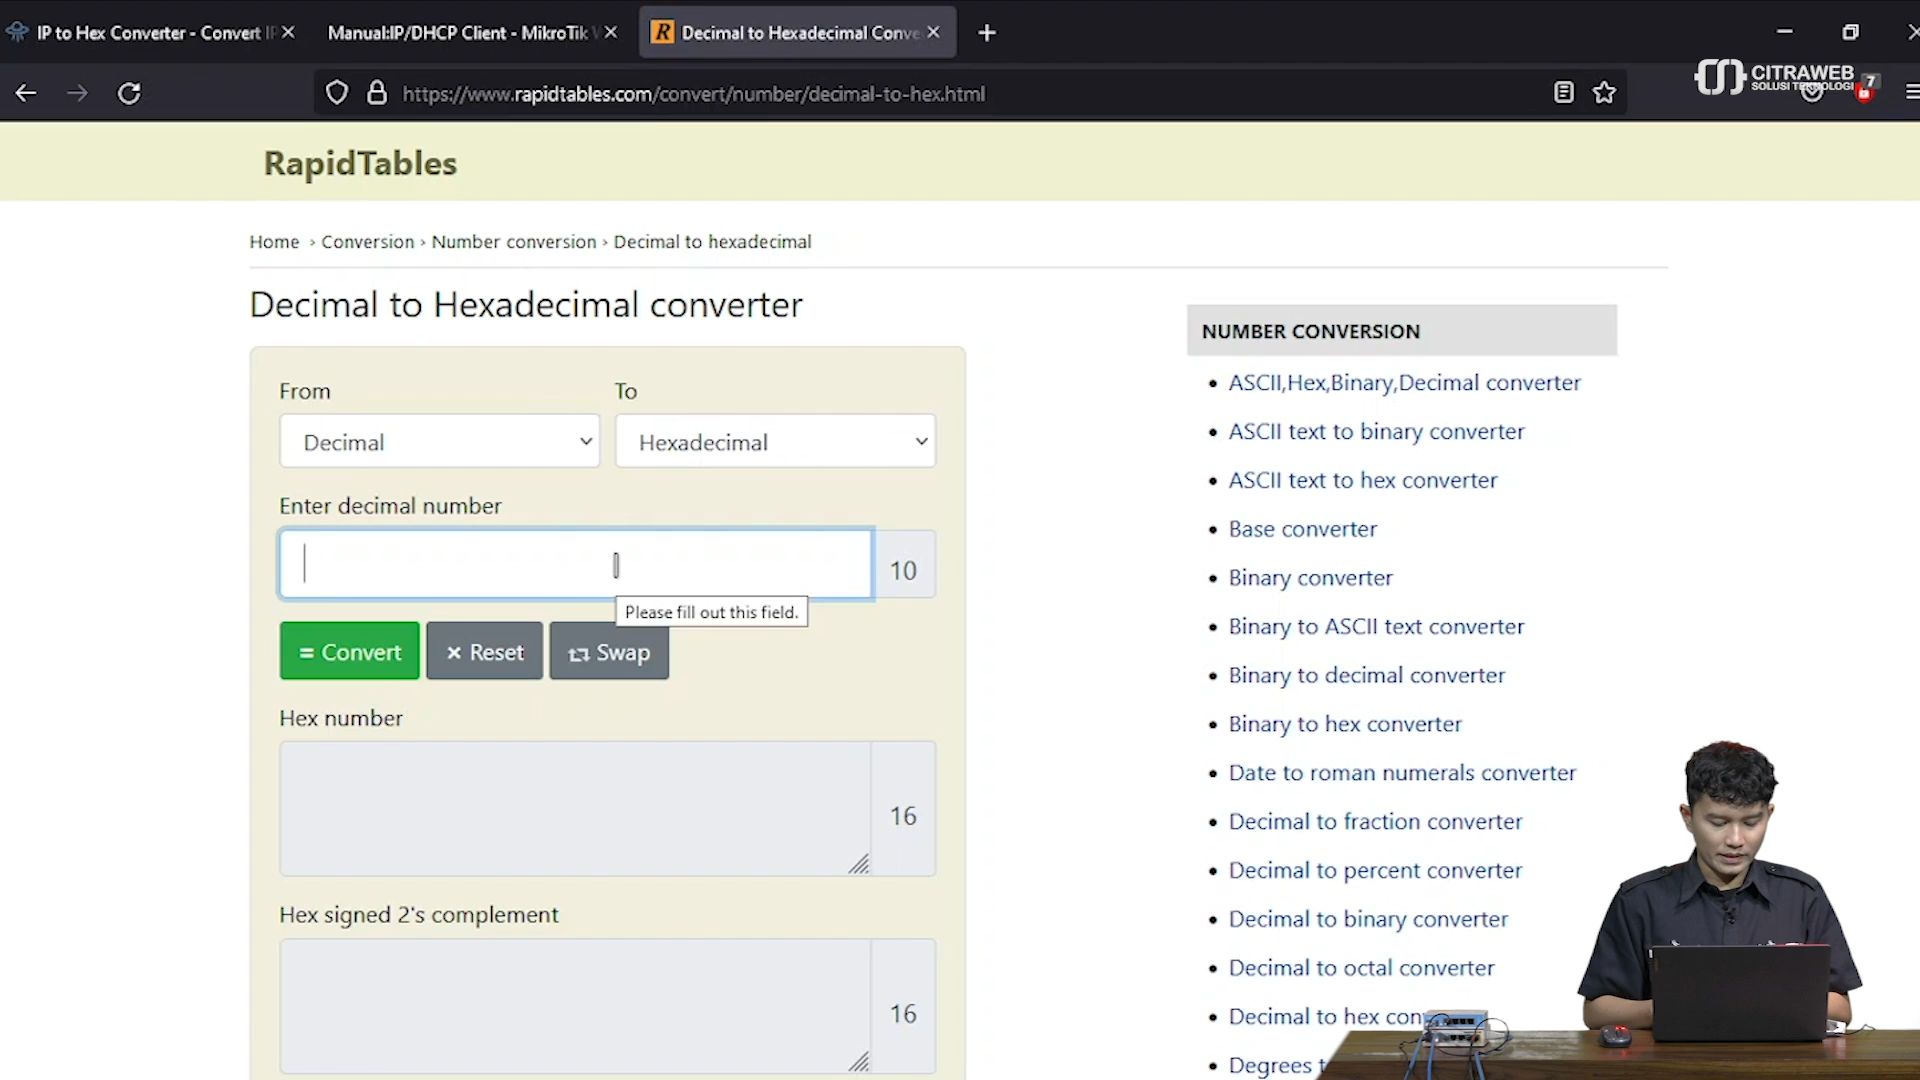 IP to Hex Converter - Convert IP
Manual:IP/DHCP Client - MikroTik W
Decimal to Hexadecimal Conve
https://www.rapidtables.com/convert/number/decimal-to-hex.html
CITRAWEB
SOLUSI TEKNOLOGI
7
RapidTables
Home › Conversion › Number conversion › Decimal to hexadecimal
Decimal to Hexadecimal converter
From
To
Decimal
Hexadecimal
Enter decimal number
10
Please fill out this field.
= Convert
× Reset
Swap
Hex number
16
Hex signed 2's complement
16
NUMBER CONVERSION
• ASCII,Hex,Binary,Decimal converter
• ASCII text to binary converter
• ASCII text to hex converter
• Base converter
• Binary converter
• Binary to ASCII text converter
• Binary to decimal converter
• Binary to hex converter
• Date to roman numerals converter
• Decimal to fraction converter
• Decimal to percent converter
• Decimal to binary converter
• Decimal to octal converter
• Decimal to hex con
• Degrees t